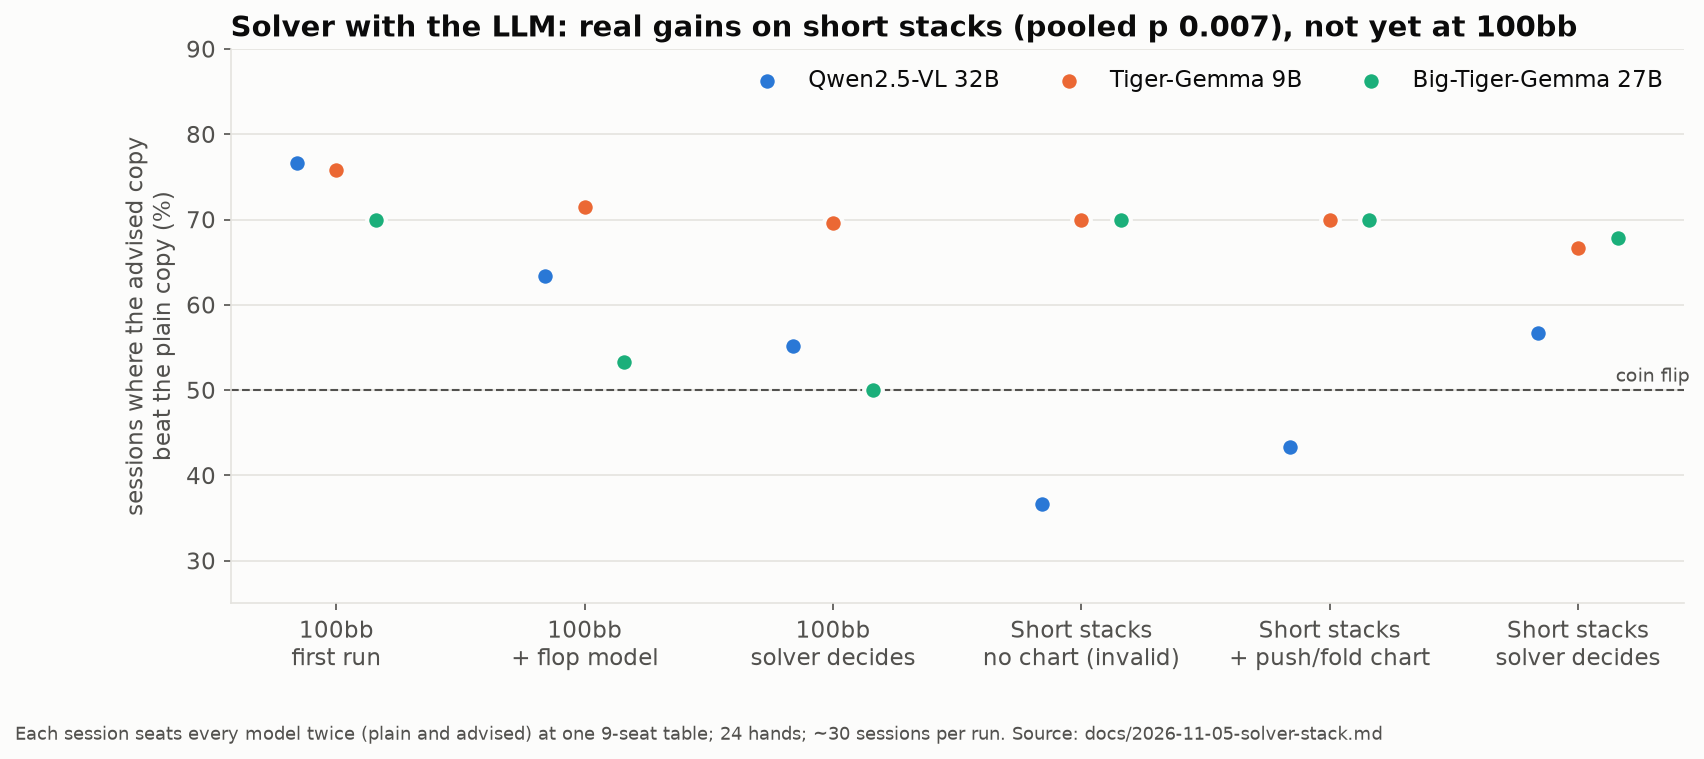 Solver with the LLM: real gains on short stacks (pooled p 0.007), not yet at 100bb
Qwen2.5-VL 32B
Tiger-Gemma 9B
Big-Tiger-Gemma 27B
sessions where the advised copy
beat the plain copy (%)
90
80
70
60
50
40
30
coin flip
100bb
first run
100bb
+ flop model
100bb
solver decides
Short stacks
no chart (invalid)
Short stacks
+ push/fold chart
Short stacks
solver decides
Each session seats every model twice (plain and advised) at one 9-seat table; 24 hands; ~30 sessions per run. Source: docs/2026-11-05-solver-stack.md